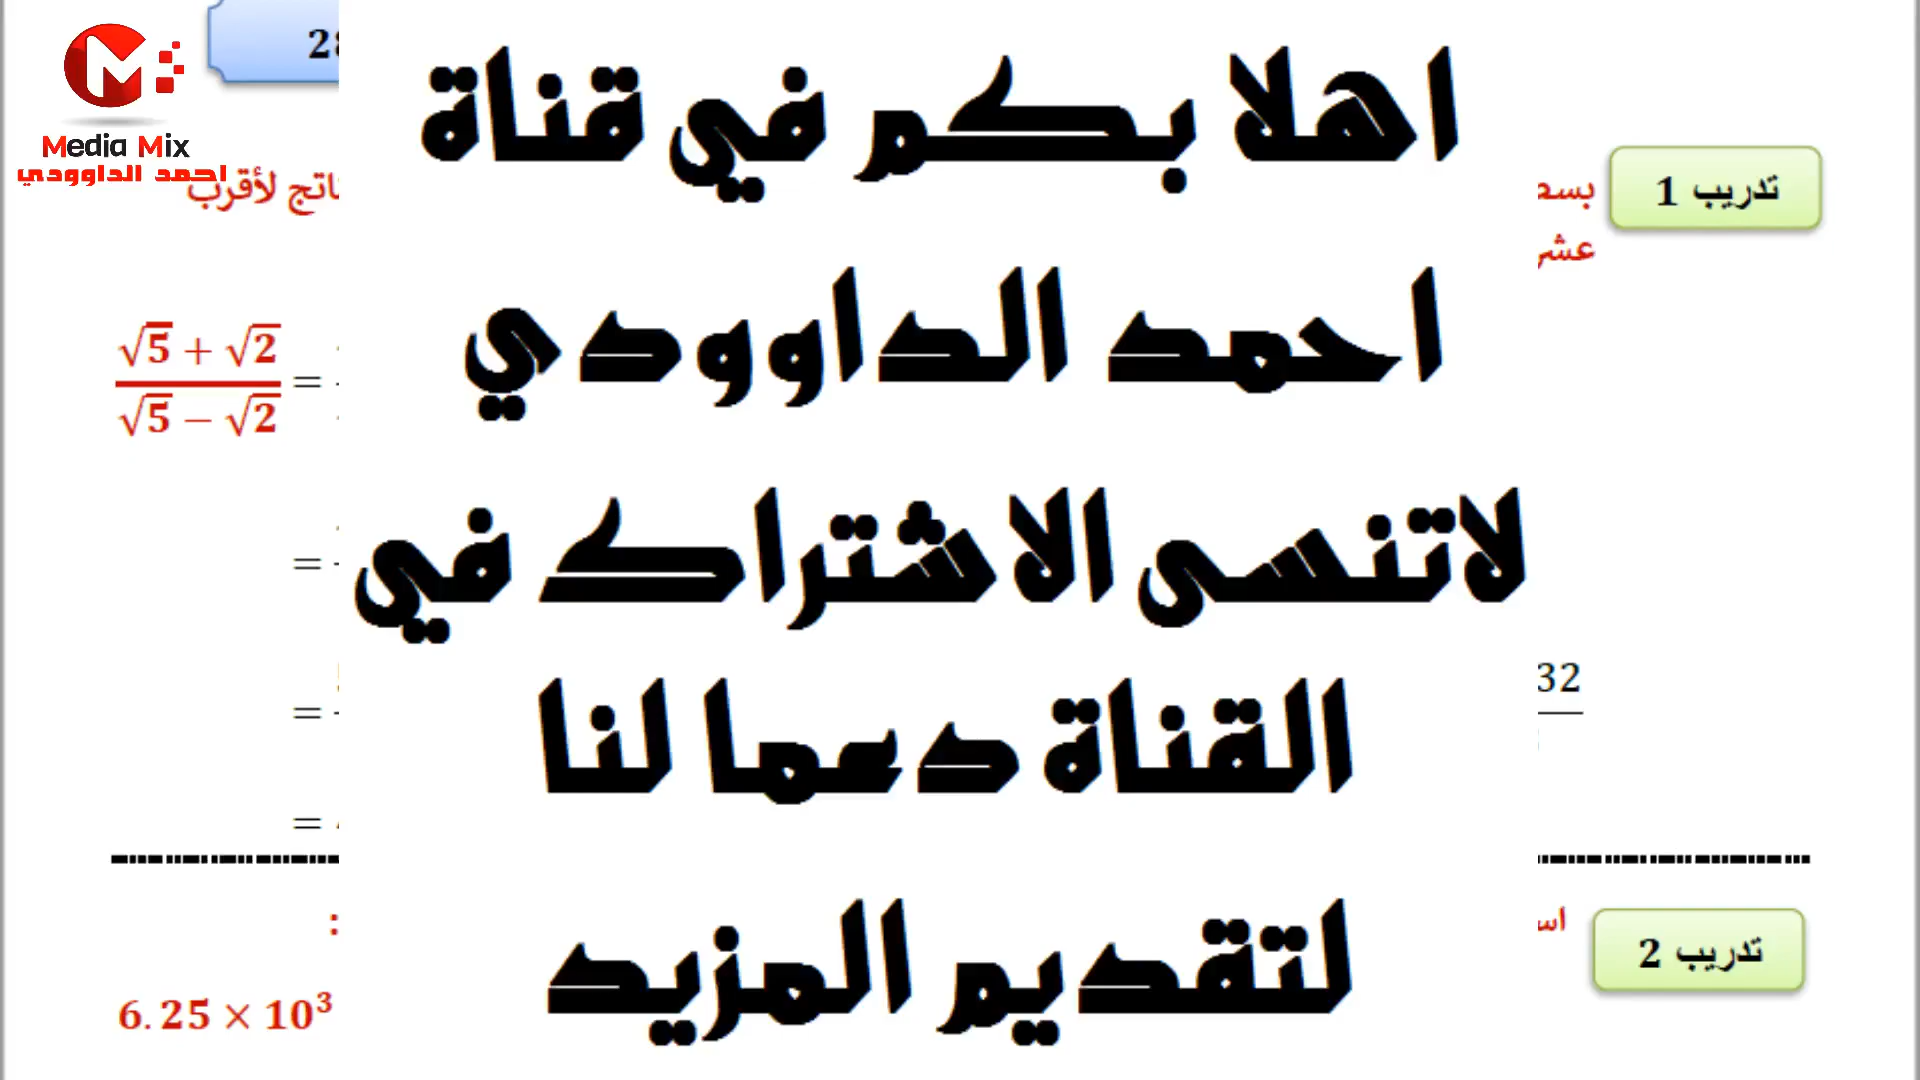 Media Mix
احمد الداوودي
اهلا بكم في قناة
احمد الداوودي
لاتنسى الاشتراك في
القناة دعما لنا
لتقديم المزيد
تدريب 1
لأقرب
√5 + √2
=
√5 − √2
=
=
=
32
تدريب 2
6.25 × 10³